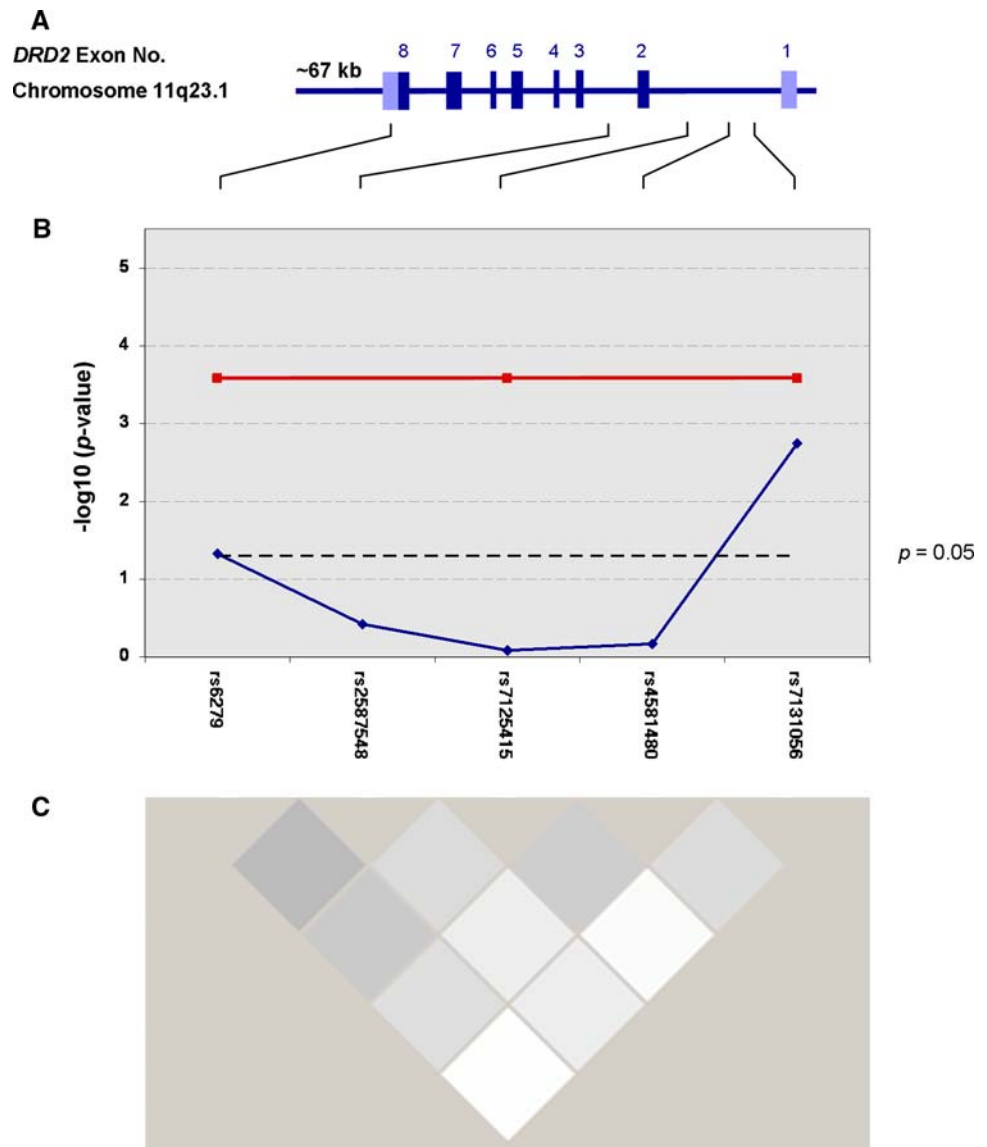 A
DRD2 Exon No.
8 7 6 5 4 3 2 1
~67 kb
Chromosome 11q23.1
B
5
4
3
2
1
0
-log10 (p-value)
p = 0.05
rs6279
rs2587548
rs7125415
rs4581480
rs7131056
C